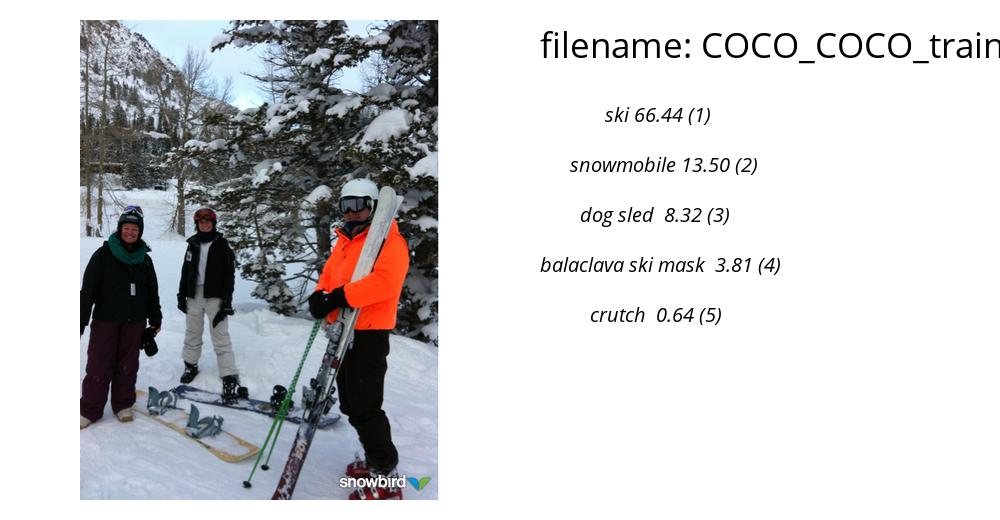 filename: COCO_COCO_train
ski 66.44 (1)
snowmobile 13.50 (2)
dog sled 8.32 (3)
balaclava ski mask 3.81 (4)
crutch 0.64 (5)
snowbird